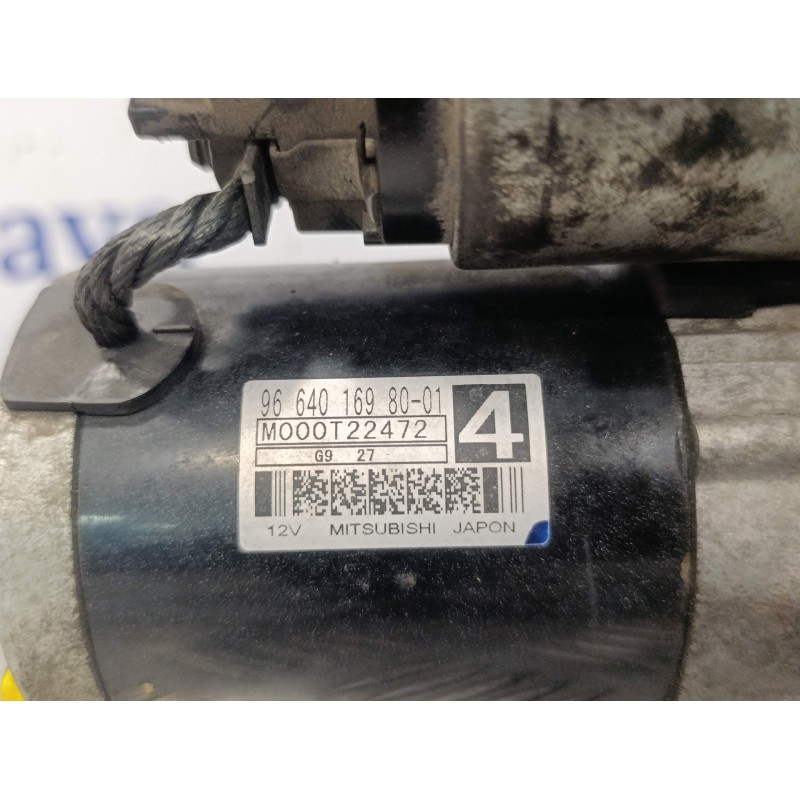 96 640 169 80-01
4
M000T22472
G9 27
12V MITSUBISHI JAPON